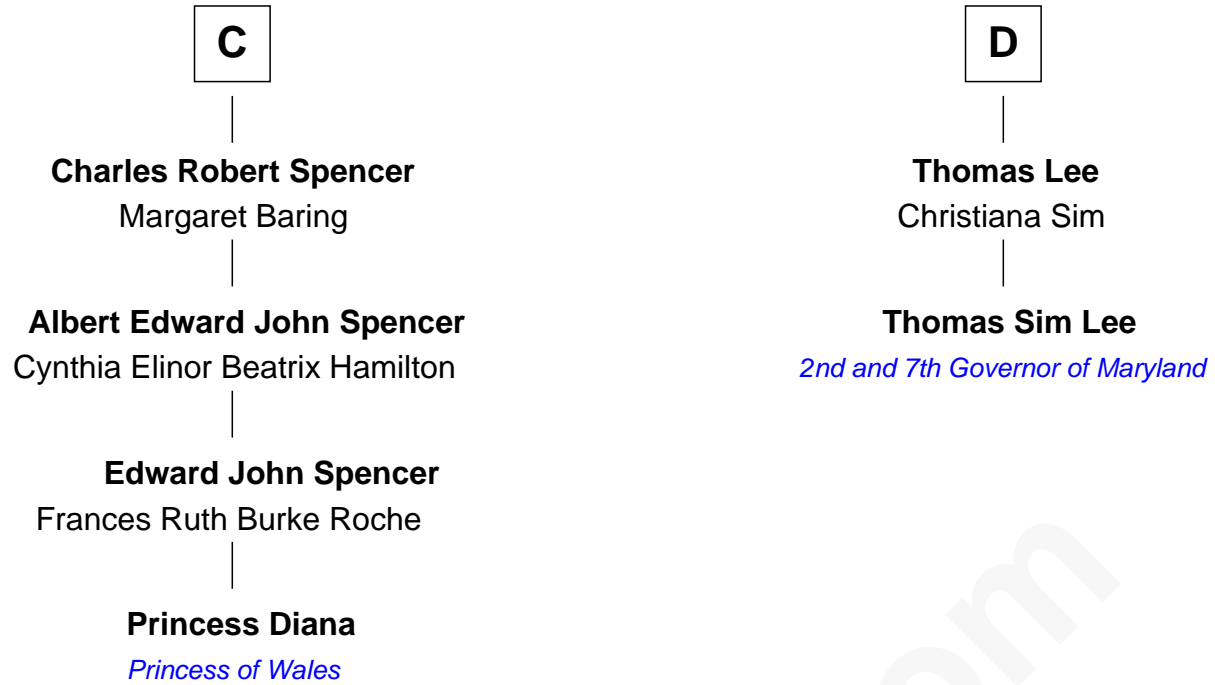 C
Charles Robert Spencer
Margaret Baring
Albert Edward John Spencer
Cynthia Elinor Beatrix Hamilton
Edward John Spencer
Frances Ruth Burke Roche
Princess Diana
Princess of Wales
D
Thomas Lee
Christiana Sim
Thomas Sim Lee
2nd and 7th Governor of Maryland
om